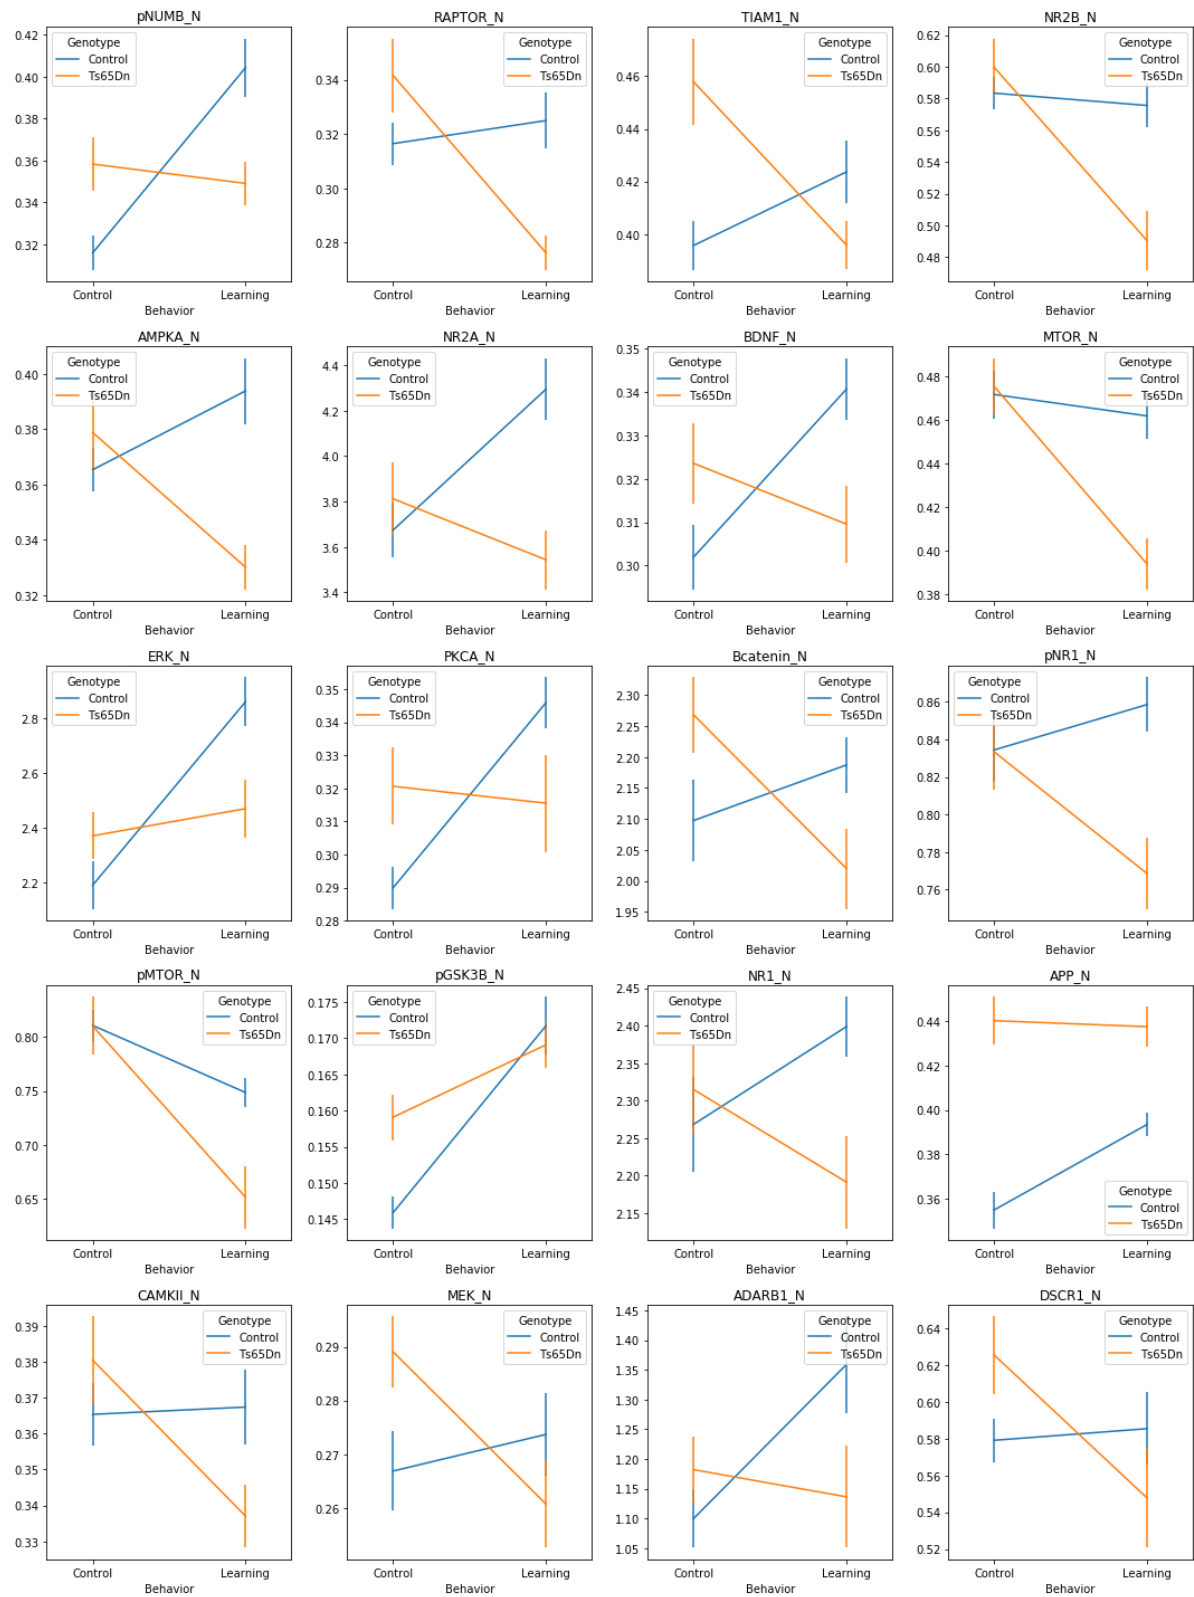 pNUMB_N
Genotype
Control
Ts65Dn
0.42
0.40
0.38
0.36
0.34
0.32
Control Learning
Behavior
RAPTOR_N
Genotype
Control
Ts65Dn
0.34
0.32
0.30
0.28
Control Learning
Behavior
TIAM1_N
Genotype
Control
Ts65Dn
0.46
0.44
0.42
0.40
Control Learning
Behavior
NR2B_N
Genotype
Control
Ts65Dn
0.62
0.60
0.58
0.56
0.54
0.52
0.50
0.48
Control Learning
Behavior
AMPKA_N
Genotype
Control
Ts65Dn
0.40
0.38
0.36
0.34
0.32
Control Learning
Behavior
NR2A_N
Genotype
Control
Ts65Dn
4.4
4.2
4.0
3.8
3.6
3.4
Control Learning
Behavior
BDNF_N
Genotype
Control
Ts65Dn
0.35
0.34
0.33
0.32
0.31
0.30
Control Learning
Behavior
MTOR_N
Genotype
Control
Ts65Dn
0.48
0.46
0.44
0.42
0.40
0.38
Control Learning
Behavior
ERK_N
Genotype
Control
Ts65Dn
2.8
2.6
2.4
2.2
Control Learning
Behavior
PKCA_N
Genotype
Control
Ts65Dn
0.35
0.34
0.33
0.32
0.31
0.30
0.29
0.28
Control Learning
Behavior
Bcatenin_N
Genotype
Control
Ts65Dn
2.30
2.25
2.20
2.15
2.10
2.05
2.00
1.95
Control Learning
Behavior
pNR1_N
Genotype
Control
Ts65Dn
0.86
0.84
0.82
0.80
0.78
0.76
Control Learning
Behavior
pMTOR_N
Genotype
Control
Ts65Dn
0.80
0.75
0.70
0.65
Control Learning
Behavior
pGSK3B_N
Genotype
Control
Ts65Dn
0.175
0.170
0.165
0.160
0.155
0.150
0.145
Control Learning
Behavior
NR1_N
Genotype
Control
Ts65Dn
2.45
2.40
2.35
2.30
2.25
2.20
2.15
Control Learning
Behavior
APP_N
0.44
0.42
0.40
0.38
0.36
Genotype
Control
Ts65Dn
Control Learning
Behavior
CAMKII_N
Genotype
Control
Ts65Dn
0.39
0.38
0.37
0.36
0.35
0.34
0.33
Control Learning
Behavior
MEK_N
Genotype
Control
Ts65Dn
0.29
0.28
0.27
0.26
Control Learning
Behavior
ADARB1_N
Genotype
Control
Ts65Dn
1.45
1.40
1.35
1.30
1.25
1.20
1.15
1.10
1.05
Control Learning
Behavior
DSCR1_N
Genotype
Control
Ts65Dn
0.64
0.62
0.60
0.58
0.56
0.54
0.52
Control Learning
Behavior